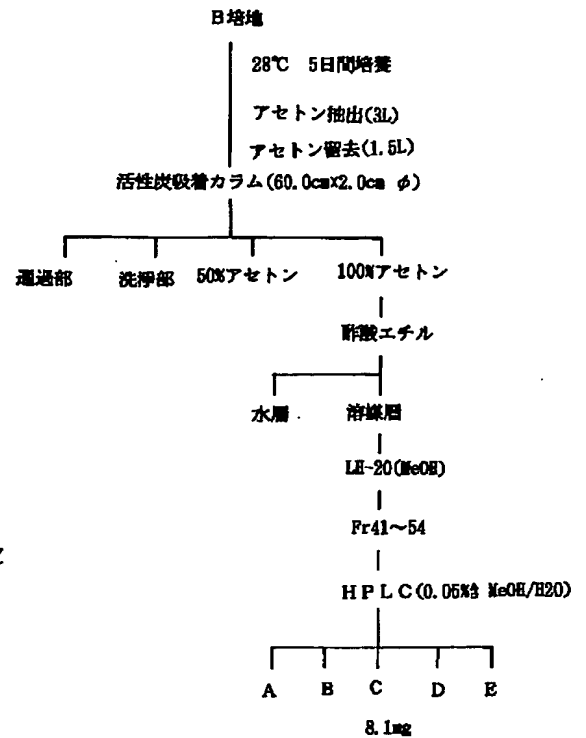 B培地
28℃ 5日間培養
アセトン抽出(3L)
アセトン留去(1.5L)
活性炭吸着カラム(60.0cm×2.0cm φ)
通過部 洗浄部 50%アセトン 100%アセトン
酢酸エチル
水層 溶媒層
LH-20(MeOH)
Fr41〜54
HPLC(0.05%含 MeOH/H2O)
A B C D E
8.1mg